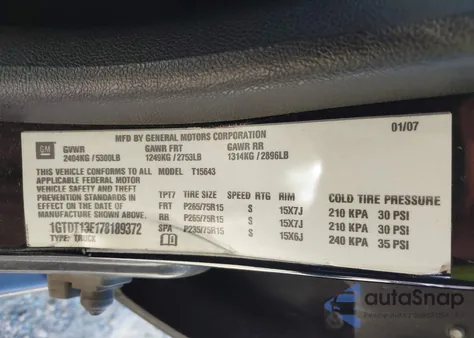 MFD BY GENERAL MOTORS CORPORATION 01/07
GM GVWR GAWR FRT GAWR RR
2404KG/5300LB 1249KG/2753LB 1314KG/2896LB
THIS VEHICLE CONFORMS TO ALL MODEL T15643
APPLICABLE FEDERAL MOTOR
VEHICLE SAFETY AND THEFT
PREVENTION STANDARDS IN
EFFECT ON THE DATE OF
MANUFACTURE SHOWN ABOVE.
1GTDT13E178189372
TYPE: TRUCK
TPT7 TIRE SIZE SPEED RTG RIM COLD TIRE PRESSURE
FRT P265/75R15 S 15X7J 210 KPA 30 PSI
RR P265/75R15 S 15X7J 210 KPA 30 PSI
SPA P235/75R15 S 15X6J 240 KPA 35 PSI
autoSnap